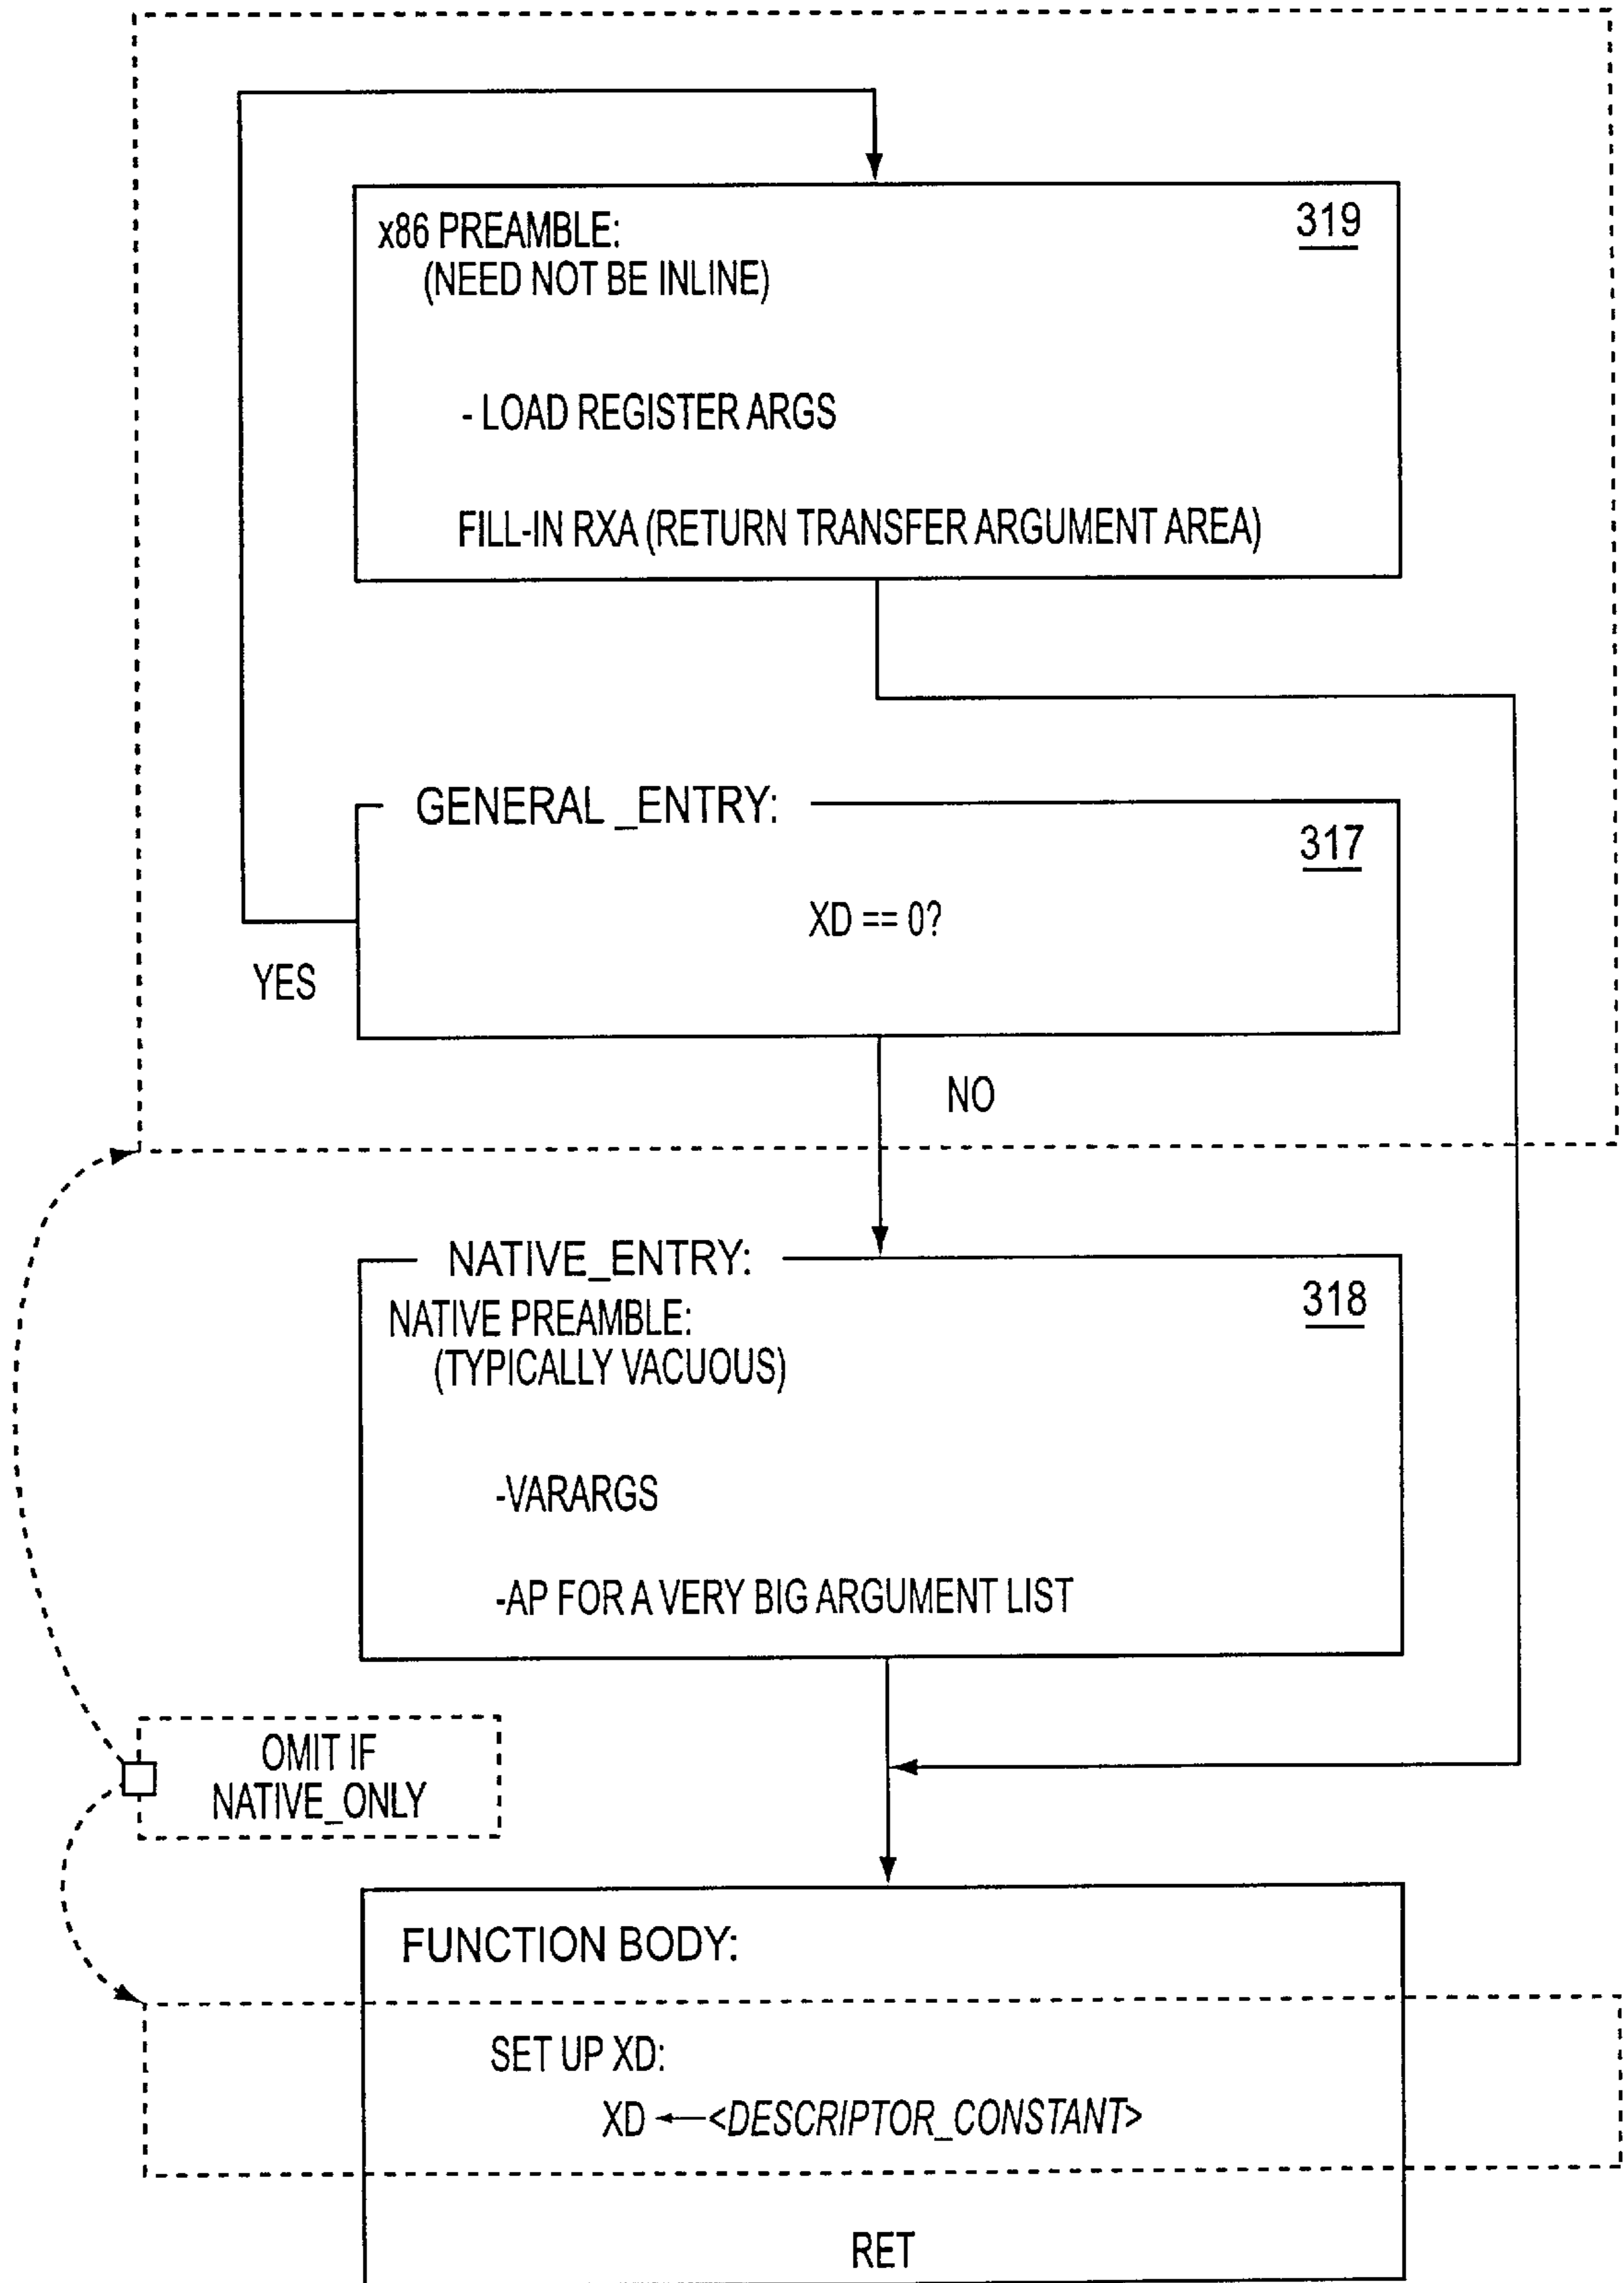 x86 PREAMBLE:
319
(NEED NOT BE INLINE)
- LOAD REGISTER ARGS
FILL-IN RXA (RETURN TRANSFER ARGUMENT AREA)
GENERAL_ENTRY:
317
XD == 0?
YES
NO
NATIVE_ENTRY:
318
NATIVE PREAMBLE:
(TYPICALLY VACUOUS)
-VARARGS
-AP FOR A VERY BIG ARGUMENT LIST
OMIT IF
NATIVE_ONLY
FUNCTION BODY:
SET UP XD:
XD ←<DESCRIPTOR_CONSTANT>
RET